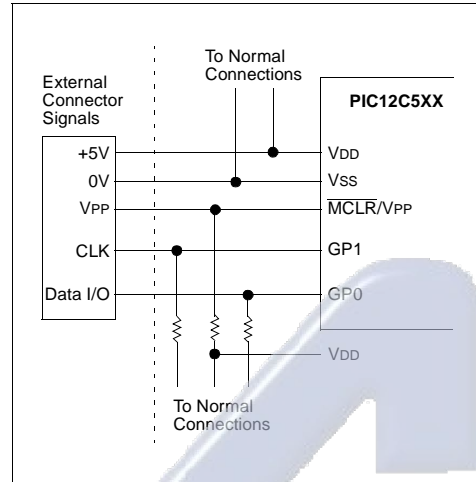 To Normal
Connections
External
Connector
Signals
PIC12C5XX
+5V
VDD
0V
VSS
VPP
MCLR/VPP
CLK
GP1
Data I/O
GP0
VDD
To Normal
Connections